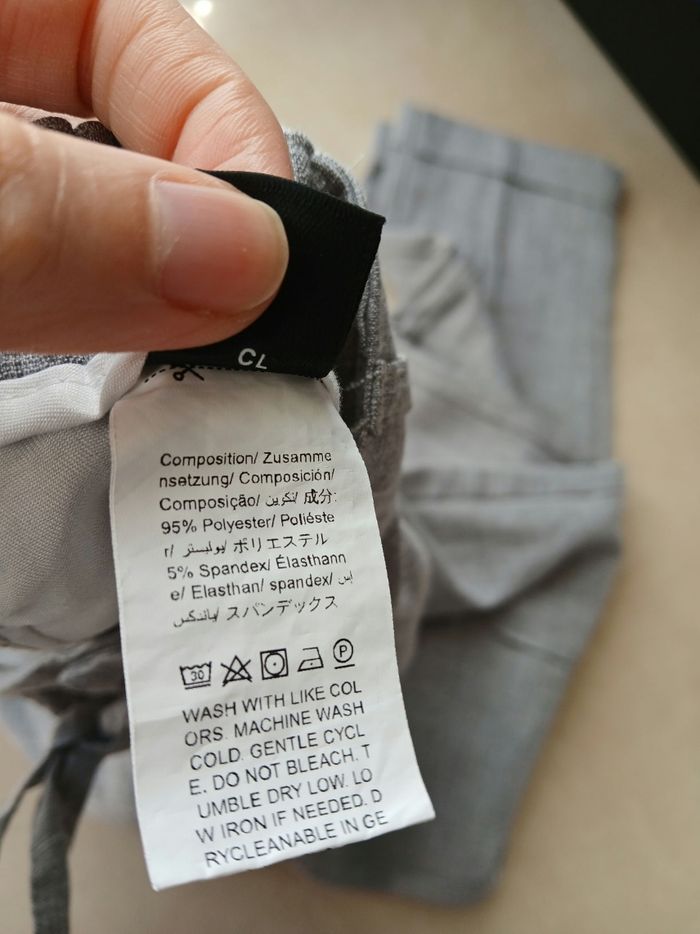 CL
Composition/ Zusamme
nsetzung/ Composición/
Composição/ تكوين/ 成分:
95% Polyester/ Poliéste
r/ بوليستر/ ポリエステル
5% Spandex/ Élasthann
e/ Elasthan/ spandex/ إس
باندكس/ スパンデックス
30 P
WASH WITH LIKE COL
ORS. MACHINE WASH
COLD. GENTLE CYCL
E. DO NOT BLEACH. T
UMBLE DRY LOW. LO
W IRON IF NEEDED. D
RYCLEANABLE IN GE